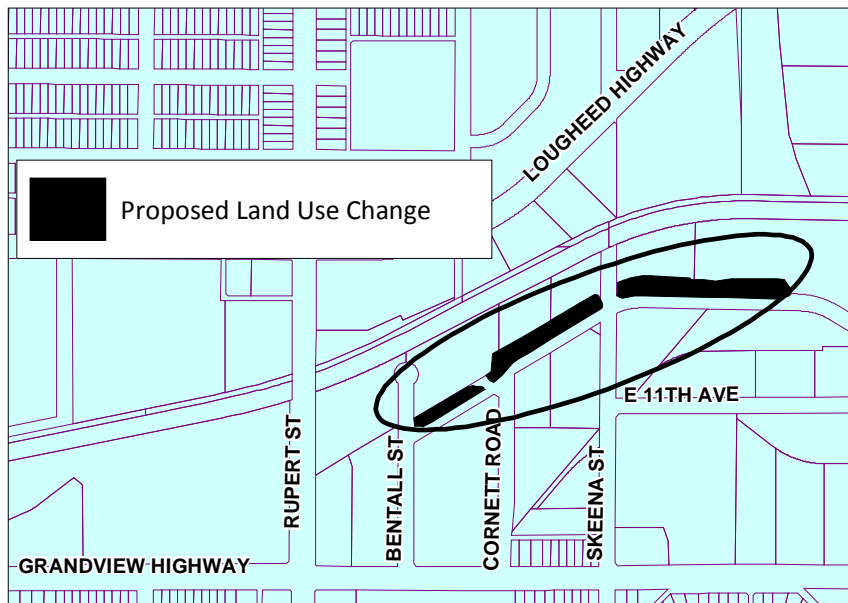 LOUGHEED HIGHWAY
Proposed Land Use Change
E 11TH AVE
RUPERT ST
BENTALL ST
CORNETT ROAD
SKEENA ST
GRANDVIEW HIGHWAY